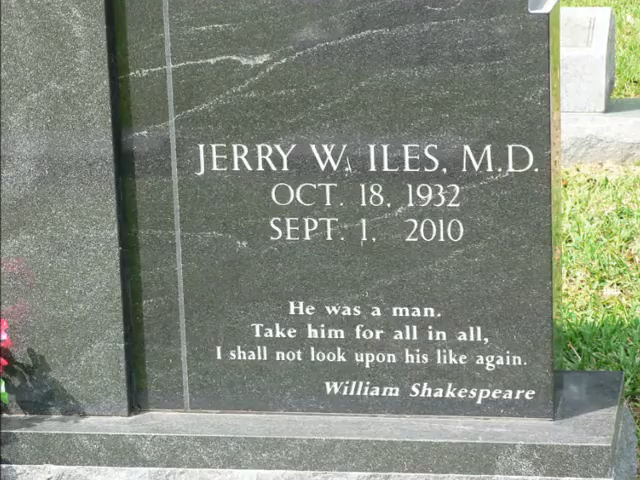 JERRY W. ILES, M.D.
OCT. 18, 1932
SEPT. 1, 2010
He was a man.
Take him for all in all,
I shall not look upon his like again.
William Shakespeare